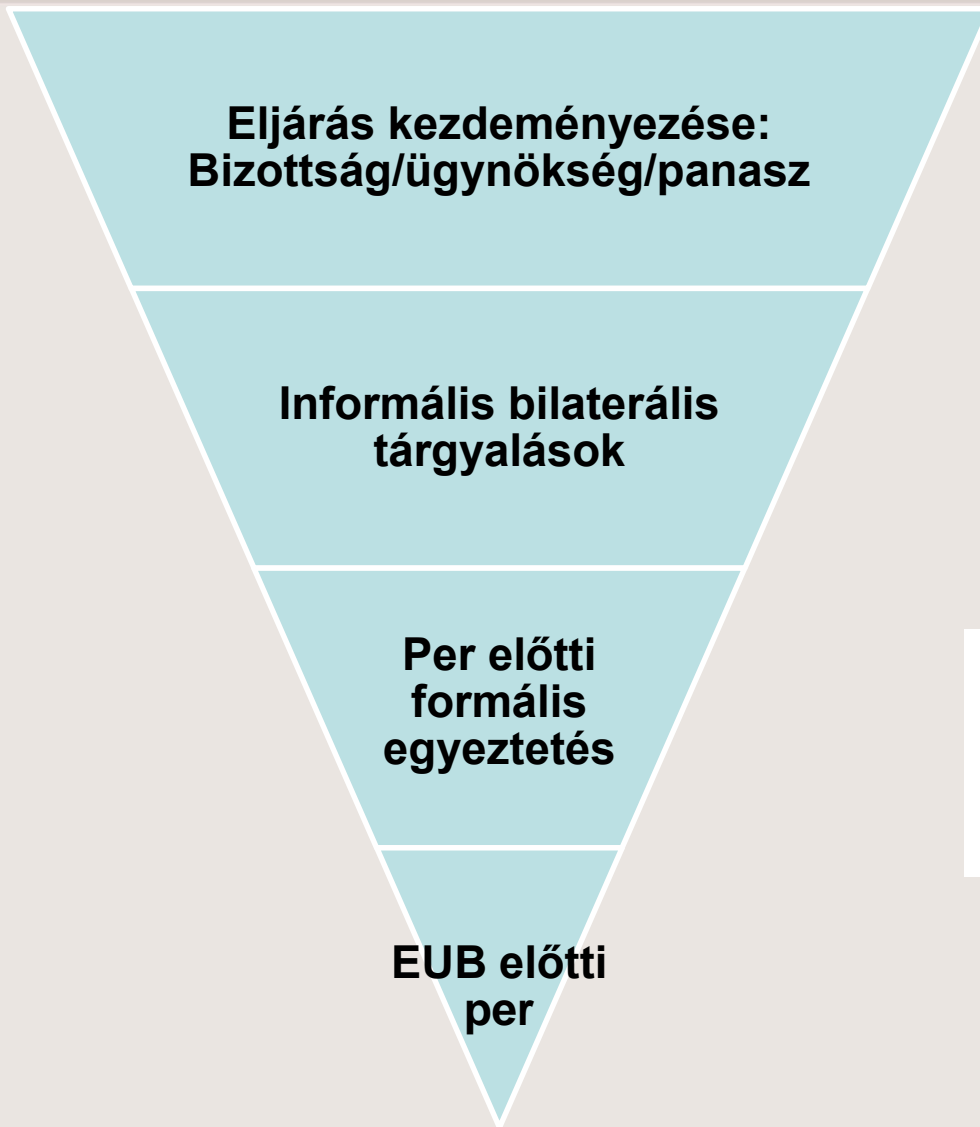 Eljárás kezdeményezése:
Bizottság/ügynökség/panasz
Informális bilaterális
tárgyalások
Per előtti
formális
egyeztetés
EUB előtti
per